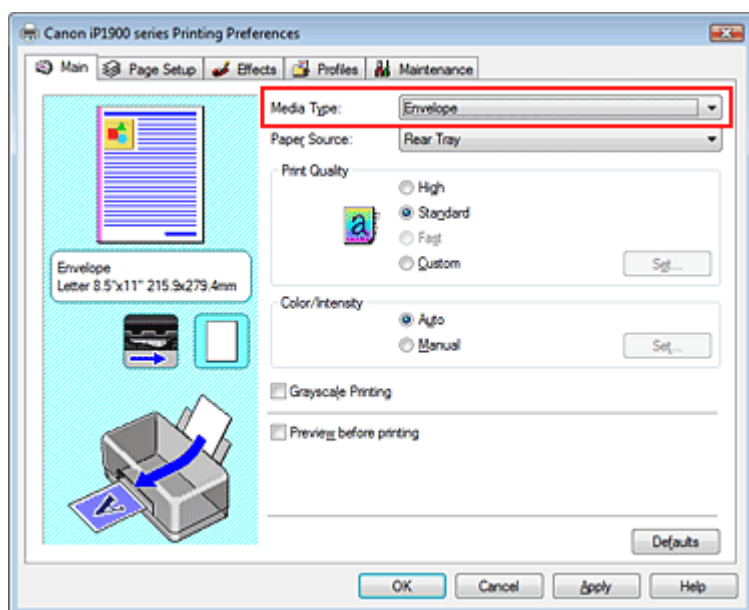 Canon iP1900 series Printing Preferences
Main Page Setup Effects Profiles Maintenance
Media Type: Envelope
Paper Source: Rear Tray
Print Quality
High
Standard
Fast
Custom Set...
Envelope
Letter 8.5"x11" 215.9x279.4mm
Color/Intensity
Auto
Manual Set...
Grayscale Printing
Preview before printing
Defaults
OK Cancel Apply Help